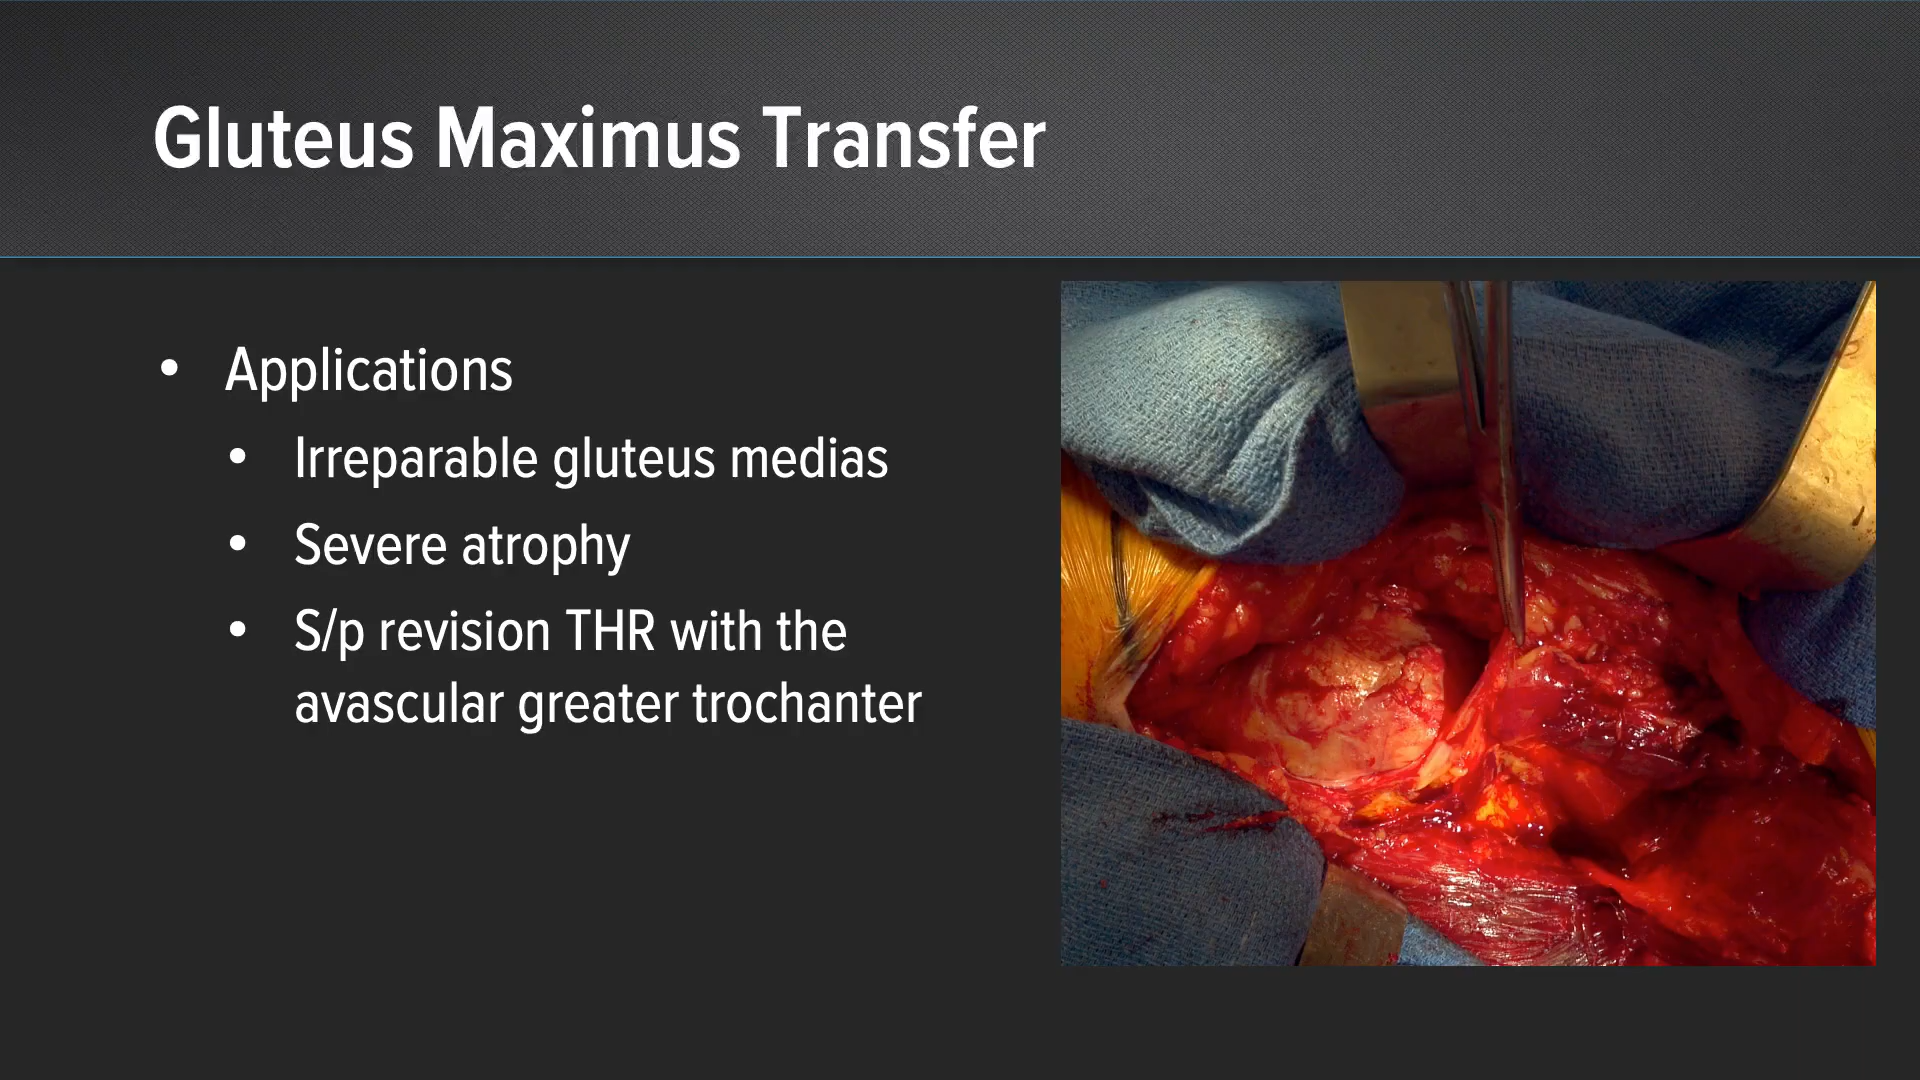 Gluteus Maximus Transfer
• Applications
• Irreparable gluteus medias
• Severe atrophy
• S/p revision THR with the
avascular greater trochanter